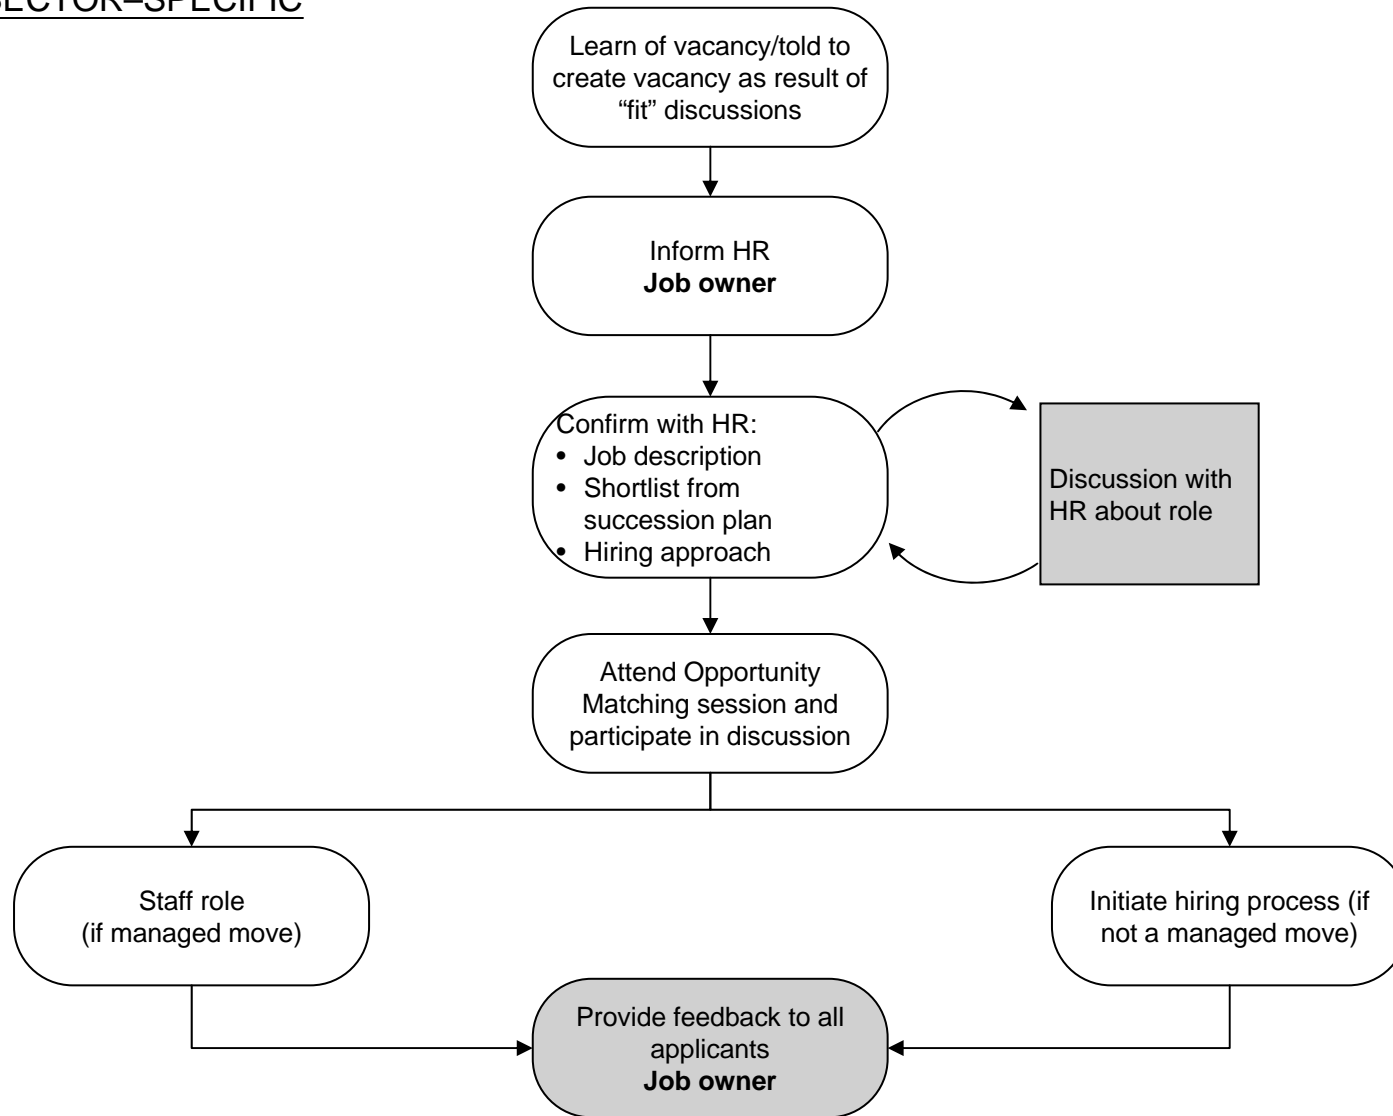 SECTOR–SPECIFIC
Learn of vacancy/told to
create vacancy as result of
“fit” discussions
Inform HR
Job owner
Confirm with HR:
• Job description
• Shortlist from
succession plan
• Hiring approach
Discussion with
HR about role
Attend Opportunity
Matching session and
participate in discussion
Staff role
(if managed move)
Initiate hiring process (if
not a managed move)
Provide feedback to all
applicants
Job owner